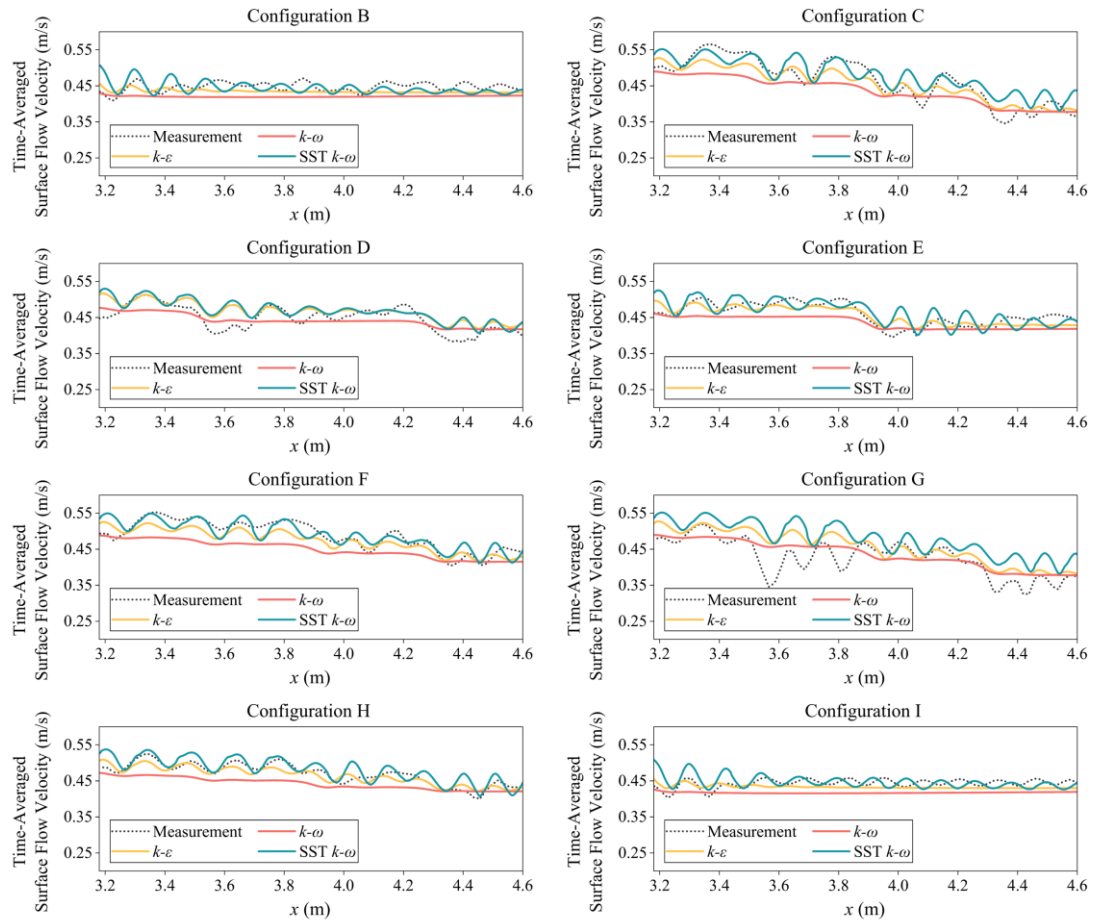 Configuration B
Time-Averaged
Surface Flow Velocity (m/s)
0.55
0.45
0.35
0.25
Measurement
k-ω
k-ε
SST k-ω
3.2 3.4 3.6 3.8 4.0 4.2 4.4 4.6
x (m)
Configuration C
Time-Averaged
Surface Flow Velocity (m/s)
0.55
0.45
0.35
0.25
Measurement
k-ω
k-ε
SST k-ω
3.2 3.4 3.6 3.8 4.0 4.2 4.4 4.6
x (m)
Configuration D
Time-Averaged
Surface Flow Velocity (m/s)
0.55
0.45
0.35
0.25
Measurement
k-ω
k-ε
SST k-ω
3.2 3.4 3.6 3.8 4.0 4.2 4.4 4.6
x (m)
Configuration E
Time-Averaged
Surface Flow Velocity (m/s)
0.55
0.45
0.35
0.25
Measurement
k-ω
k-ε
SST k-ω
3.2 3.4 3.6 3.8 4.0 4.2 4.4 4.6
x (m)
Configuration F
Time-Averaged
Surface Flow Velocity (m/s)
0.55
0.45
0.35
0.25
Measurement
k-ω
k-ε
SST k-ω
3.2 3.4 3.6 3.8 4.0 4.2 4.4 4.6
x (m)
Configuration G
Time-Averaged
Surface Flow Velocity (m/s)
0.55
0.45
0.35
0.25
Measurement
k-ω
k-ε
SST k-ω
3.2 3.4 3.6 3.8 4.0 4.2 4.4 4.6
x (m)
Configuration H
Time-Averaged
Surface Flow Velocity (m/s)
0.55
0.45
0.35
0.25
Measurement
k-ω
k-ε
SST k-ω
3.2 3.4 3.6 3.8 4.0 4.2 4.4 4.6
x (m)
Configuration I
Time-Averaged
Surface Flow Velocity (m/s)
0.55
0.45
0.35
0.25
Measurement
k-ω
k-ε
SST k-ω
3.2 3.4 3.6 3.8 4.0 4.2 4.4 4.6
x (m)